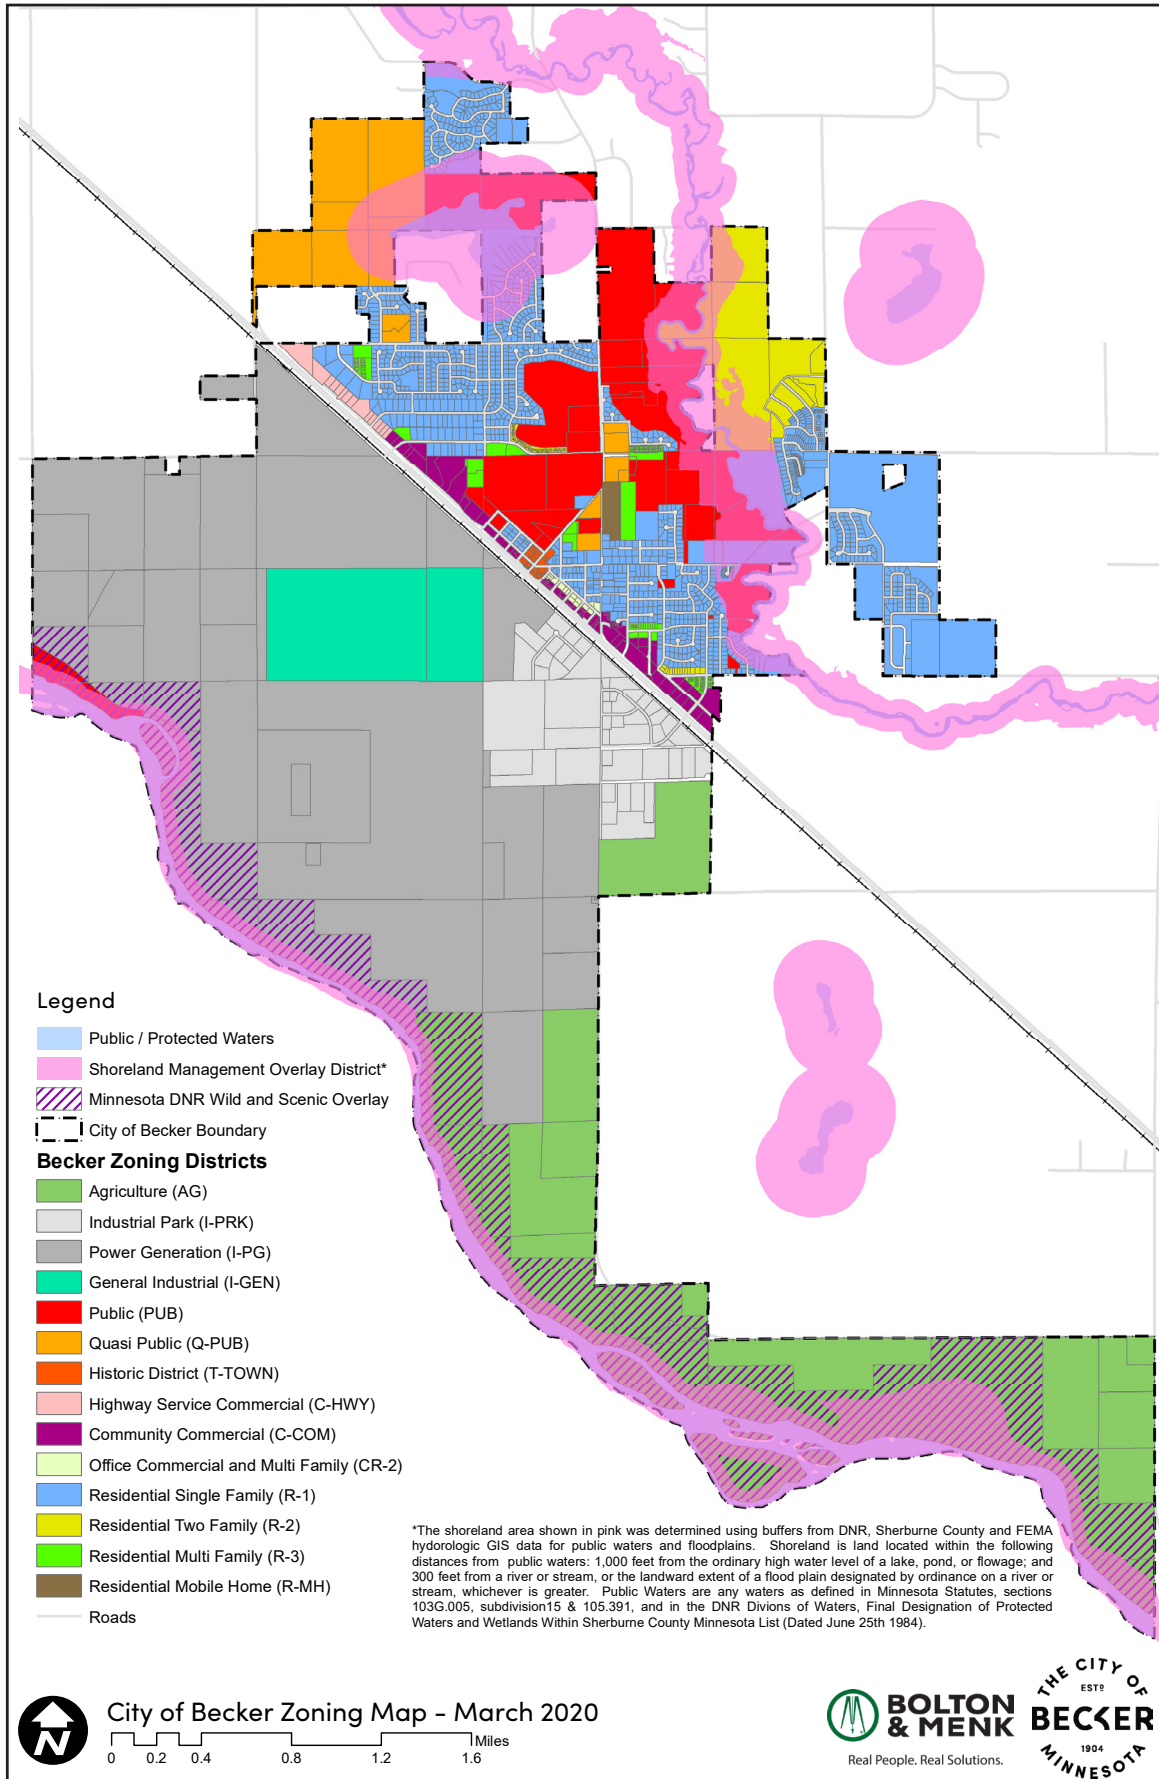 Legend
Public / Protected Waters
Shoreland Management Overlay District*
Minnesota DNR Wild and Scenic Overlay
City of Becker Boundary
Becker Zoning Districts
Agriculture (AG)
Industrial Park (I-PRK)
Power Generation (I-PG)
General Industrial (I-GEN)
Public (PUB)
Quasi Public (Q-PUB)
Historic District (T-TOWN)
Highway Service Commercial (C-HWY)
Community Commercial (C-COM)
Office Commercial and Multi Family (CR-2)
Residential Single Family (R-1)
Residential Two Family (R-2)
Residential Multi Family (R-3)
Residential Mobile Home (R-MH)
Roads
*The shoreland area shown in pink was determined using buffers from DNR, Sherburne County and FEMA
hydorologic GIS data for public waters and floodplains. Shoreland is land located within the following
distances from public waters: 1,000 feet from the ordinary high water level of a lake, pond, or flowage; and
300 feet from a river or stream, or the landward extent of a flood plain designated by ordinance on a river or
stream, whichever is greater. Public Waters are any waters as defined in Minnesota Statutes, sections
103G.005, subdivision15 & 105.391, and in the DNR Divions of Waters, Final Designation of Protected
Waters and Wetlands Within Sherburne County Minnesota List (Dated June 25th 1984).
N
City of Becker Zoning Map - March 2020
Miles
0 0.2 0.4 0.8 1.2 1.6
BOLTON
& MENK
Real People. Real Solutions.
THE CITY OF
ESTD
BECKER
1904
MINNESOTA